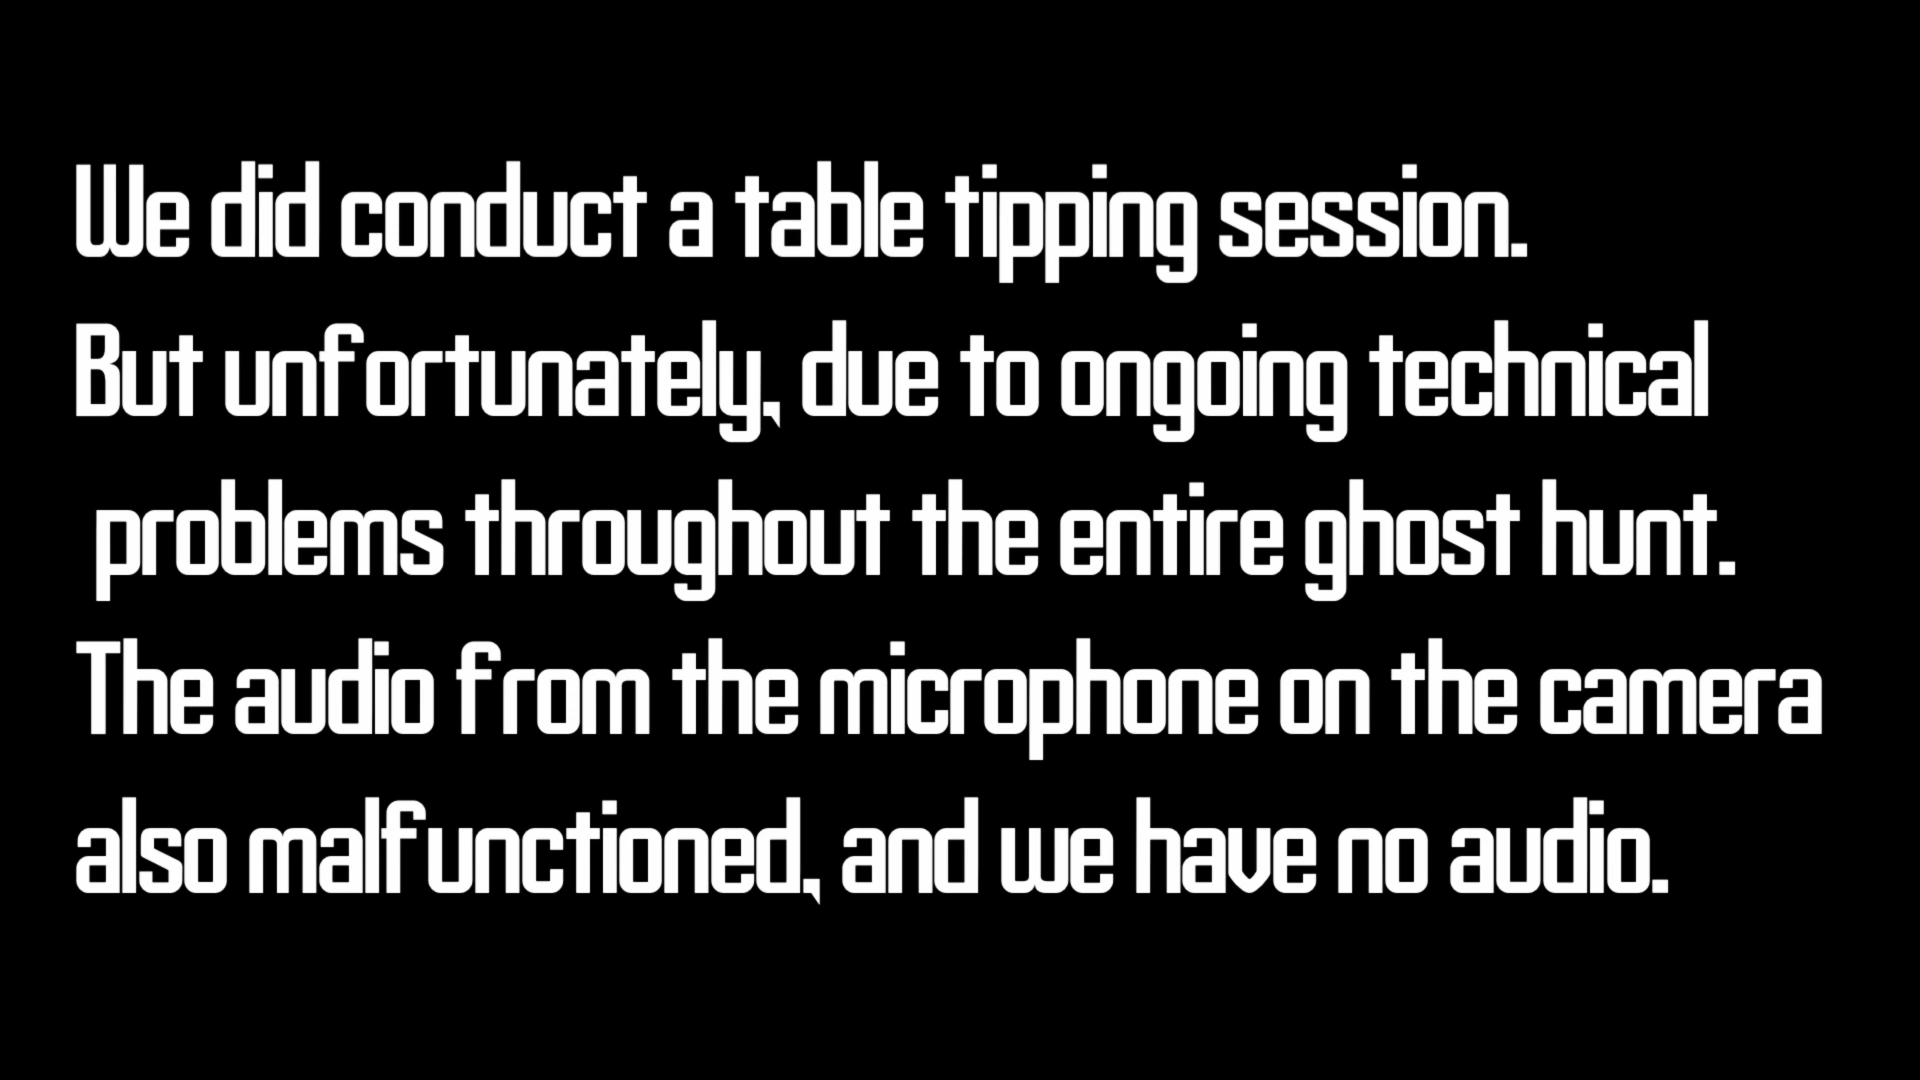 We did conduct a table tipping session.
But unfortunately, due to ongoing technical
problems throughout the entire ghost hunt.
The audio from the microphone on the camera
also malfunctioned, and we have no audio.